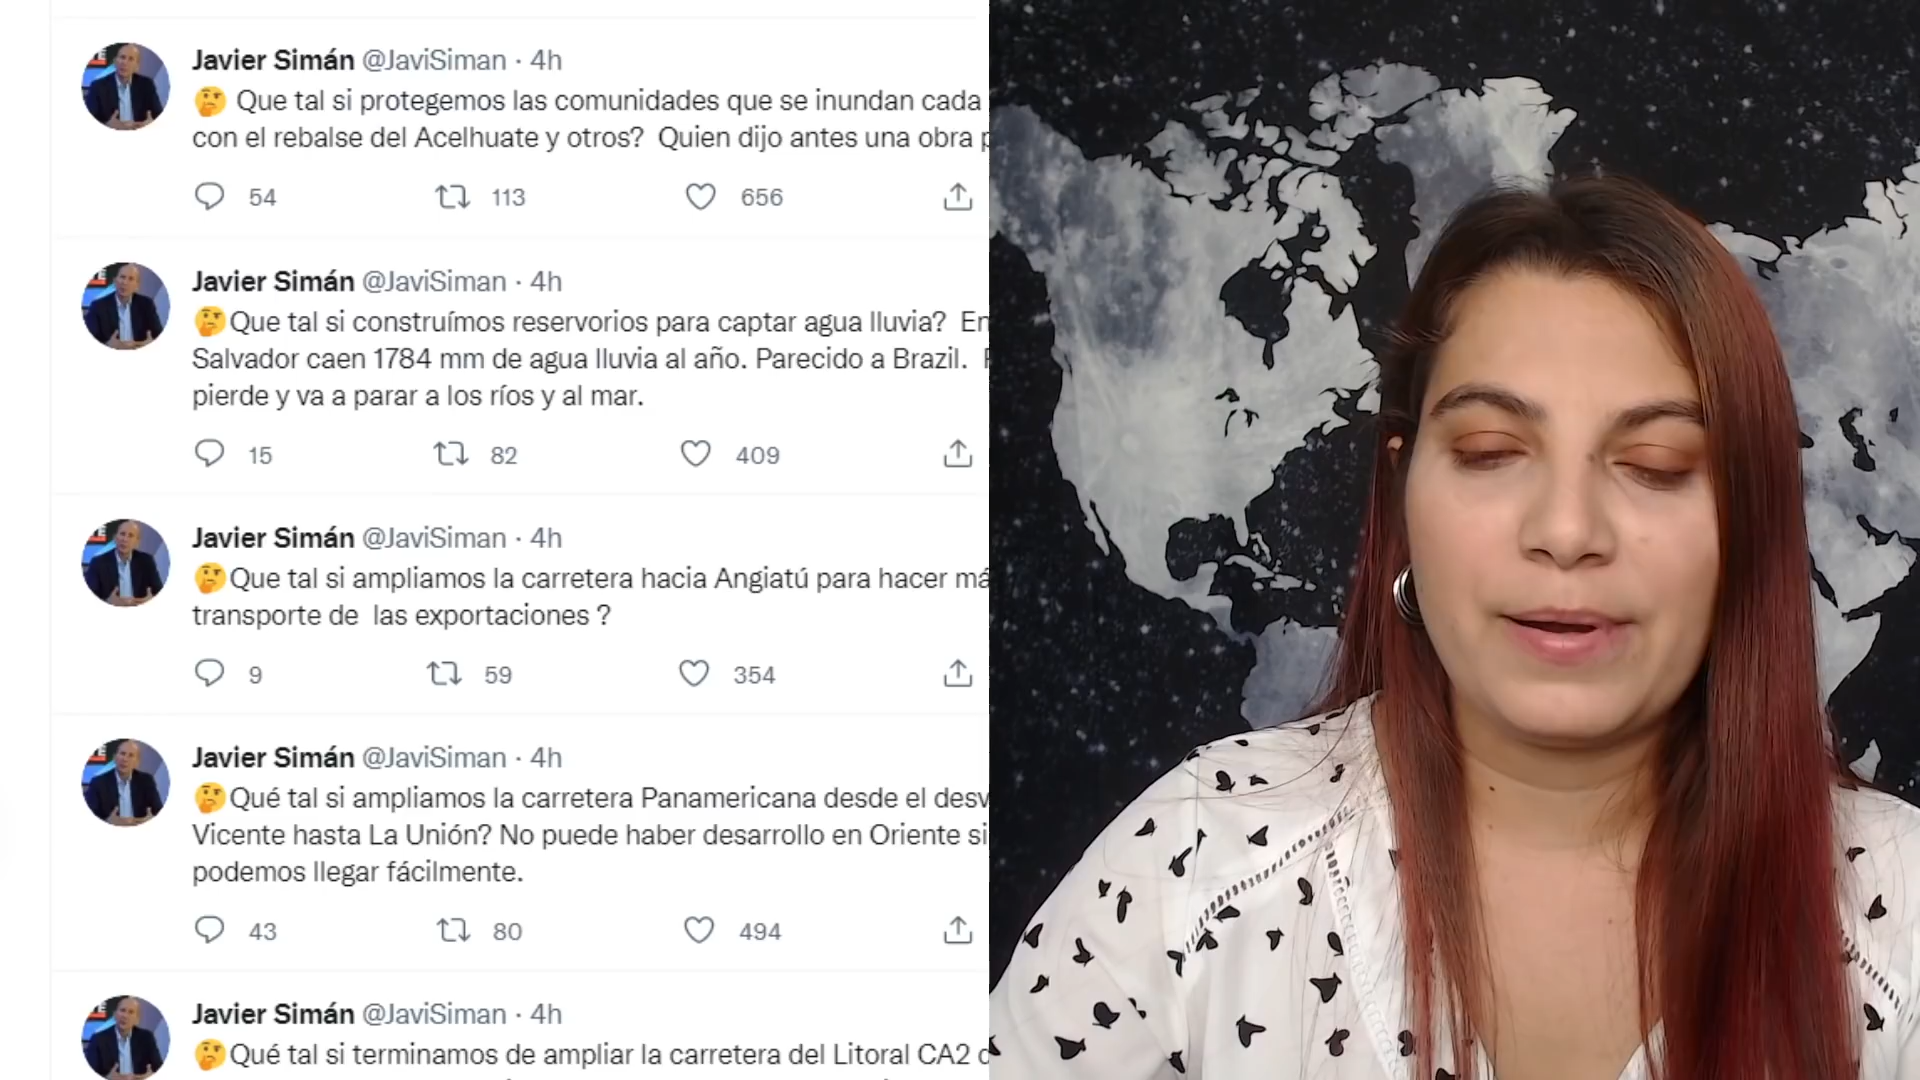 Javier Simán @JaviSiman · 4h
🤔 Que tal si protegemos las comunidades que se inundan cada
con el rebalse del Acelhuate y otros? Quien dijo antes una obra
54 113 656
Javier Simán @JaviSiman · 4h
🤔Que tal si construímos reservorios para captar agua lluvia? En
Salvador caen 1784 mm de agua lluvia al año. Parecido a Brazil.
pierde y va a parar a los ríos y al mar.
15 82 409
Javier Simán @JaviSiman · 4h
🤔Que tal si ampliamos la carretera hacia Angiatú para hacer má
transporte de las exportaciones ?
9 59 354
Javier Simán @JaviSiman · 4h
🤔Qué tal si ampliamos la carretera Panamericana desde el desv
Vicente hasta La Unión? No puede haber desarrollo en Oriente si
podemos llegar fácilmente.
43 80 494
Javier Simán @JaviSiman · 4h
🤔Qué tal si terminamos de ampliar la carretera del Litoral CA2